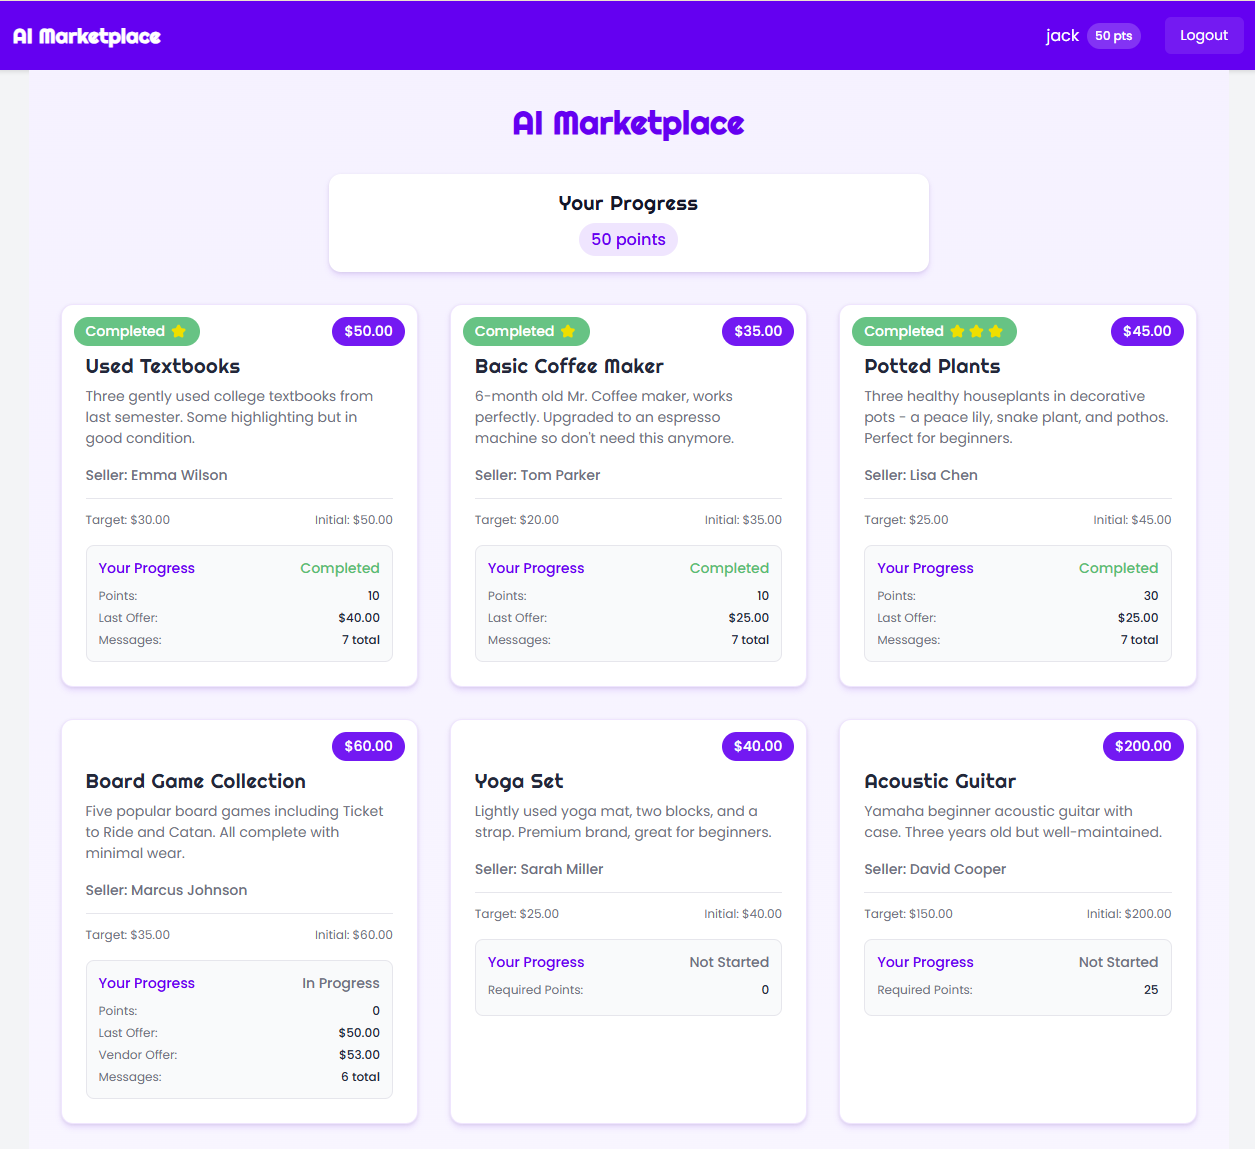 AI Marketplace
jack 50 pts Logout
AI Marketplace
Your Progress
50 points
Completed $50.00
Used Textbooks
Three gently used college textbooks from
last semester. Some highlighting but in
good condition.
Seller: Emma Wilson
Target: $30.00 Initial: $50.00
Your Progress Completed
Points: 10
Last Offer: $40.00
Messages: 7 total
Completed $35.00
Basic Coffee Maker
6-month old Mr. Coffee maker, works
perfectly. Upgraded to an espresso
machine so don't need this anymore.
Seller: Tom Parker
Target: $20.00 Initial: $35.00
Your Progress Completed
Points: 10
Last Offer: $25.00
Messages: 7 total
Completed $45.00
Potted Plants
Three healthy houseplants in decorative
pots - a peace lily, snake plant, and pothos.
Perfect for beginners.
Seller: Lisa Chen
Target: $25.00 Initial: $45.00
Your Progress Completed
Points: 30
Last Offer: $25.00
Messages: 7 total
$60.00
Board Game Collection
Five popular board games including Ticket
to Ride and Catan. All complete with
minimal wear.
Seller: Marcus Johnson
Target: $35.00 Initial: $60.00
Your Progress In Progress
Points: 0
Last Offer: $50.00
Vendor Offer: $53.00
Messages: 6 total
$40.00
Yoga Set
Lightly used yoga mat, two blocks, and a
strap. Premium brand, great for beginners.
Seller: Sarah Miller
Target: $25.00 Initial: $40.00
Your Progress Not Started
Required Points: 0
$200.00
Acoustic Guitar
Yamaha beginner acoustic guitar with
case. Three years old but well-maintained.
Seller: David Cooper
Target: $150.00 Initial: $200.00
Your Progress Not Started
Required Points: 25